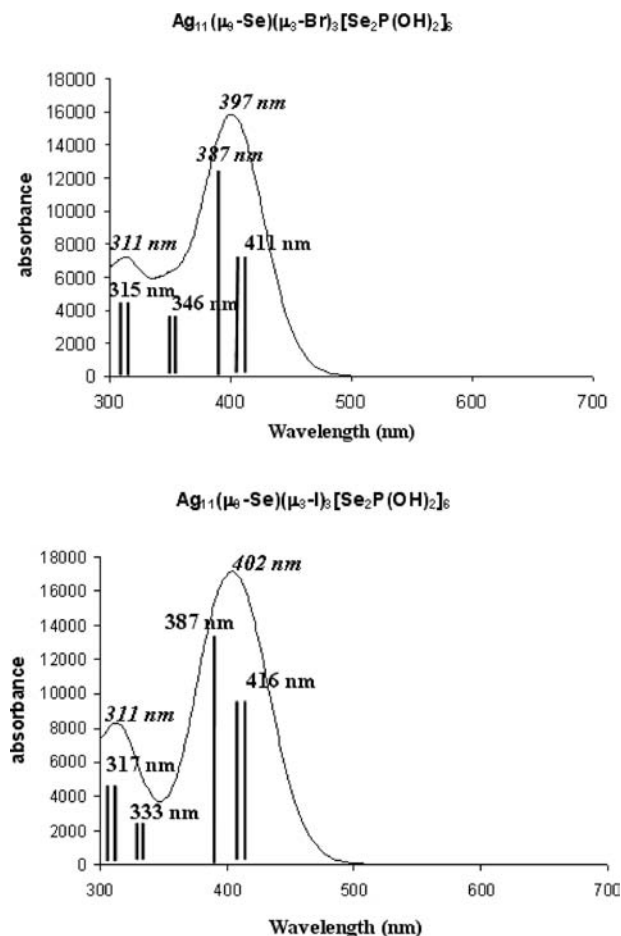 Ag₁₁(μ₉-Se)(μ₃-Br)₃[Se₂P(OH)₂]₆
18000
16000
14000
12000
10000
8000
6000
4000
2000
0
absorbance
397 nm
387 nm
311 nm
411 nm
315 nm
346 nm
300
400
500
600
700
Wavelength (nm)
Ag₁₁(μ₉-Se)(μ₃-I)₃[Se₂P(OH)₂]₆
18000
16000
14000
12000
10000
8000
6000
4000
2000
0
absorbance
402 nm
387 nm
416 nm
311 nm
317 nm
333 nm
300
400
500
600
700
Wavelength (nm)